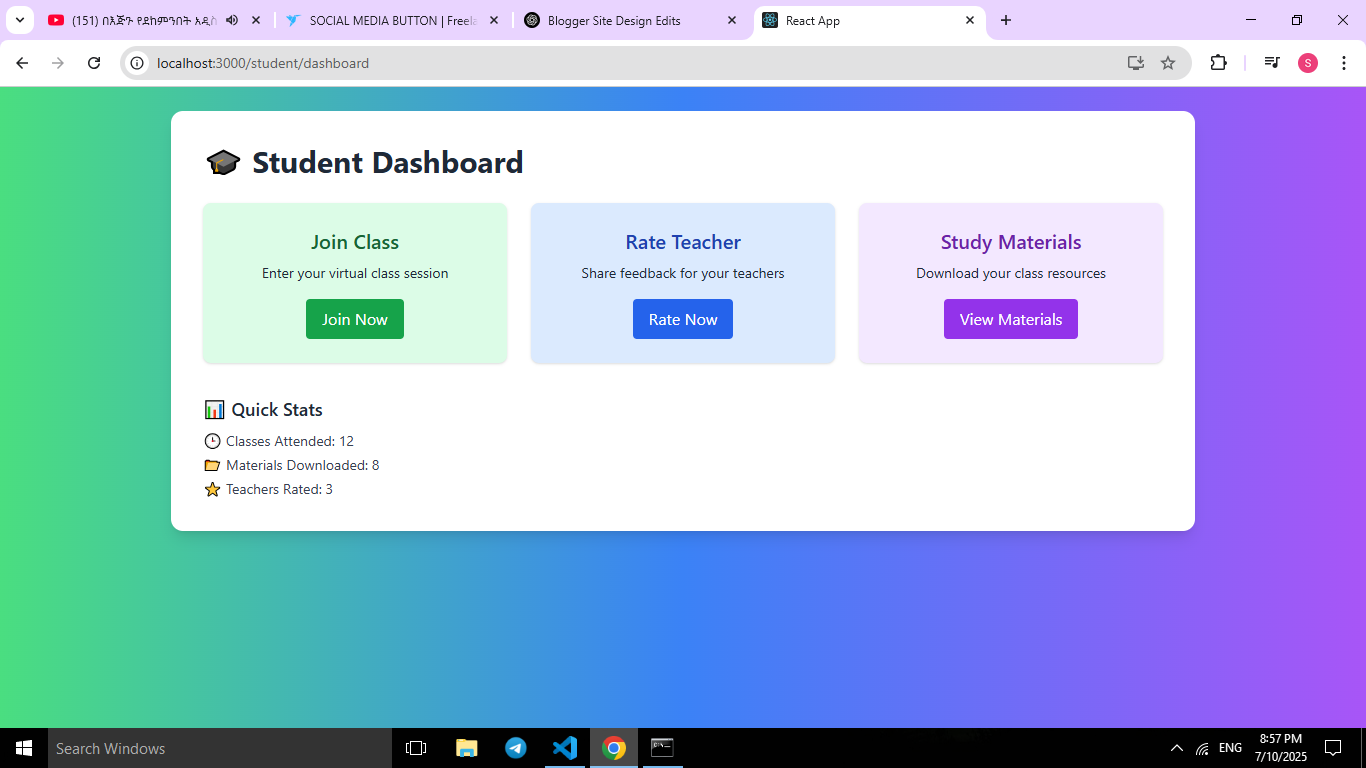 (151) በእጅጉ የደከምንበት አዲስ
SOCIAL MEDIA BUTTON | Freela
Blogger Site Design Edits
React App
localhost:3000/student/dashboard
S
Student Dashboard
Join Class
Enter your virtual class session
Join Now
Rate Teacher
Share feedback for your teachers
Rate Now
Study Materials
Download your class resources
View Materials
Quick Stats
Classes Attended: 12
Materials Downloaded: 8
Teachers Rated: 3
Search Windows
ENG
8:57 PM
7/10/2025